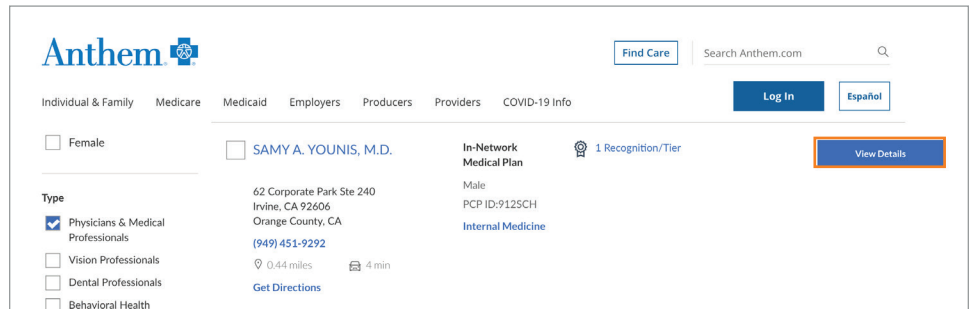 Anthem
Find Care
Search Anthem.com
Individual & Family Medicare Medicaid Employers Producers Providers COVID-19 Info
Log In
Español
Female
Type
Physicians & Medical
Professionals
Vision Professionals
Dental Professionals
Behavioral Health
SAMY A. YOUNIS, M.D.
62 Corporate Park Ste 240
Irvine, CA 92606
Orange County, CA
(949) 451-9292
0.44 miles 4 min
Get Directions
In-Network
Medical Plan
Male
PCP ID:912SCH
Internal Medicine
1 Recognition/Tier
View Details